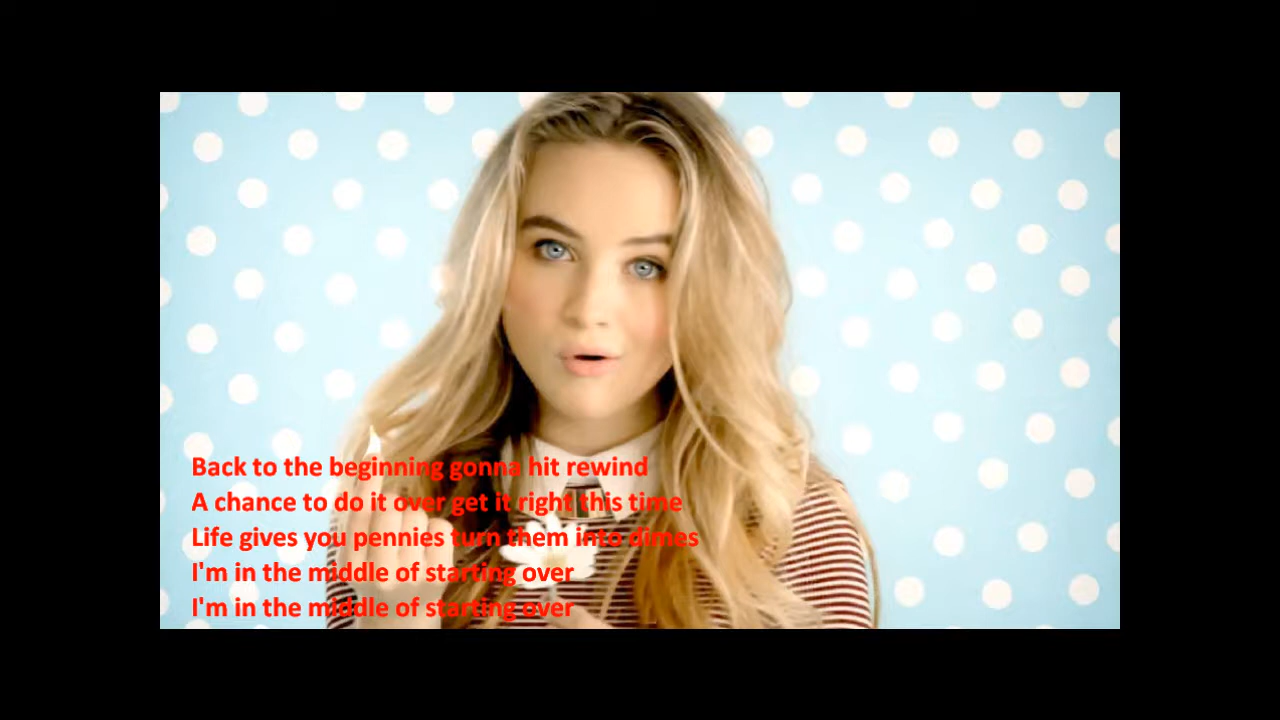 Back to the beginning gonna hit rewind
A chance to do it over get it right this time
Life gives you pennies turn them into dimes
I'm in the middle of starting over
I'm in the middle of starting over